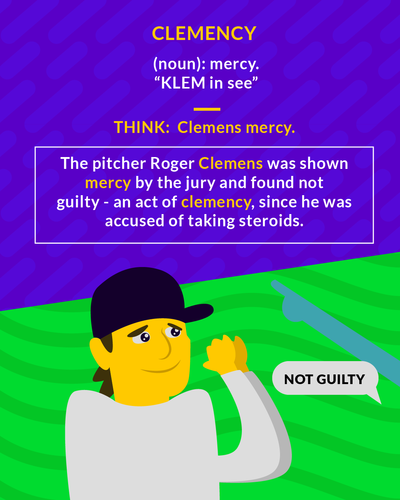 CLEMENCY
(noun): mercy.
“KLEM in see”
THINK: Clemens mercy.
The pitcher Roger Clemens was shown
mercy by the jury and found not
guilty - an act of clemency, since he was
accused of taking steroids.
NOT GUILTY